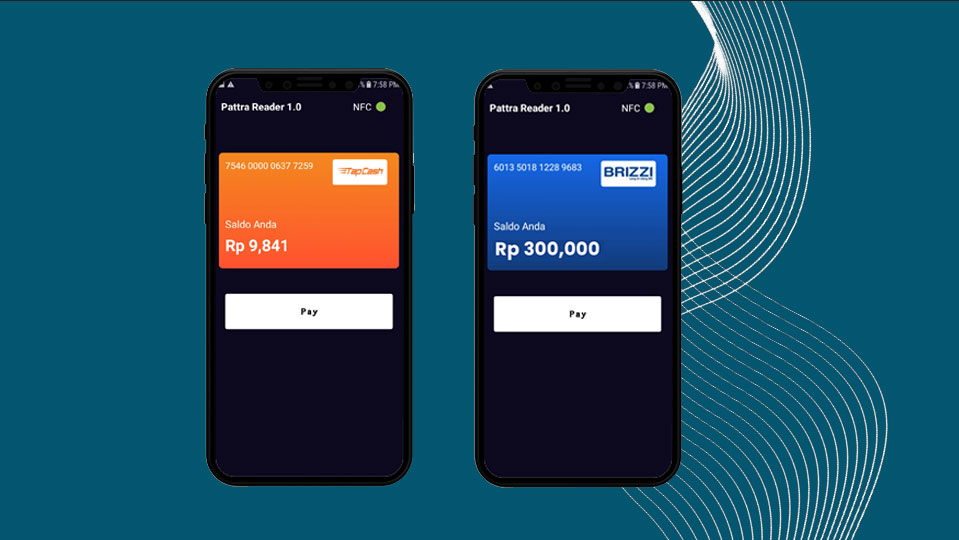 7:58 PM
Pattra Reader 1.0
NFC
7546 0000 0637 7259
TapCash
Saldo Anda
Rp 9,841
Pay
7:58 PM
Pattra Reader 1.0
NFC
6013 5018 1228 9683
BRIZZI
Saldo Anda
Rp 300,000
Pay